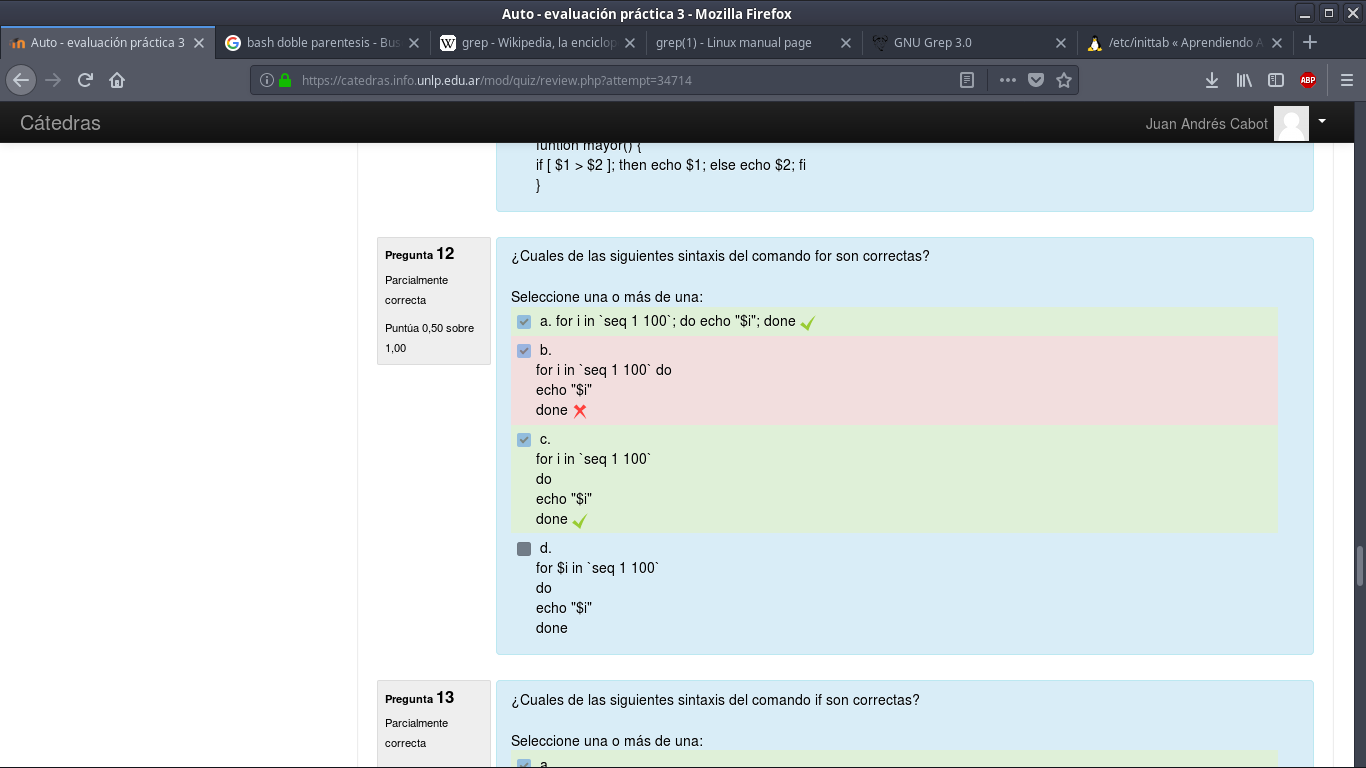 Auto - evaluación práctica 3 - Mozilla Firefox
Auto - evaluación práctica 3
bash doble parentesis - Bus
grep - Wikipedia, la enciclop
grep(1) - Linux manual page
GNU Grep 3.0
/etc/inittab « Aprendiendo A
https://catedras.info.unlp.edu.ar/mod/quiz/review.php?attempt=34714
ABP
Cátedras
Juan Andrés Cabot
funtion mayor() {
if [ $1 > $2 ]; then echo $1; else echo $2; fi
}
Pregunta 12
Parcialmente
correcta
Puntúa 0,50 sobre
1,00
¿Cuales de las siguientes sintaxis del comando for son correctas?
Seleccione una o más de una:
a. for i in `seq 1 100`; do echo "$i"; done
b.
for i in `seq 1 100` do
echo "$i"
done
c.
for i in `seq 1 100`
do
echo "$i"
done
d.
for $i in `seq 1 100`
do
echo "$i"
done
Pregunta 13
Parcialmente
correcta
¿Cuales de las siguientes sintaxis del comando if son correctas?
Seleccione una o más de una:
a.